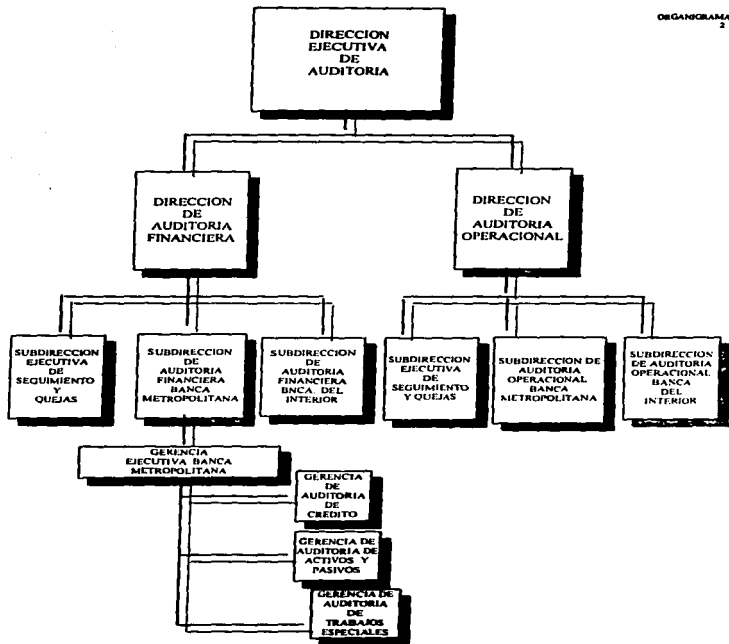 ORGANIGRAMA
2
DIRECCION
EJECUTIVA
DE
AUDITORIA
DIRECCION
DE
AUDITORIA
FINANCIERA
DIRECCION
DE
AUDITORIA
OPERACIONAL
SUBDIRECCION
EJECUTIVA
DE
SEGUIMIENTO
Y
QUEJAS
SUBDIRECCION
DE
AUDITORIA
FINANCIERA
BANCA
METROPOLITANA
SUBDIRECCION
DE
AUDITORIA
FINANCIERA
BNCA. DEL
INTERIOR
SUBDIRECCION
EJECUTIVA
DE
SEGUIMIENTO
Y QUEJAS
SUBDIRECCION DE
AUDITORIA
OPERACIONAL
BANCA
METROPOLITANA
SUBDIRECCION
DE AUDITORIA
OPERACIONAL
BANCA
DEL
INTERIOR
GERENCIA
EJECUTIVA BANCA
METROPOLITANA
GERENCIA
DE
AUDITORIA
DE
CREDITO
GERENCIA DE
AUDITORIA DE
ACTIVOS Y
PASIVOS
GERENCIA DE
AUDITORIA
DE
TRABAJOS
ESPECIALES